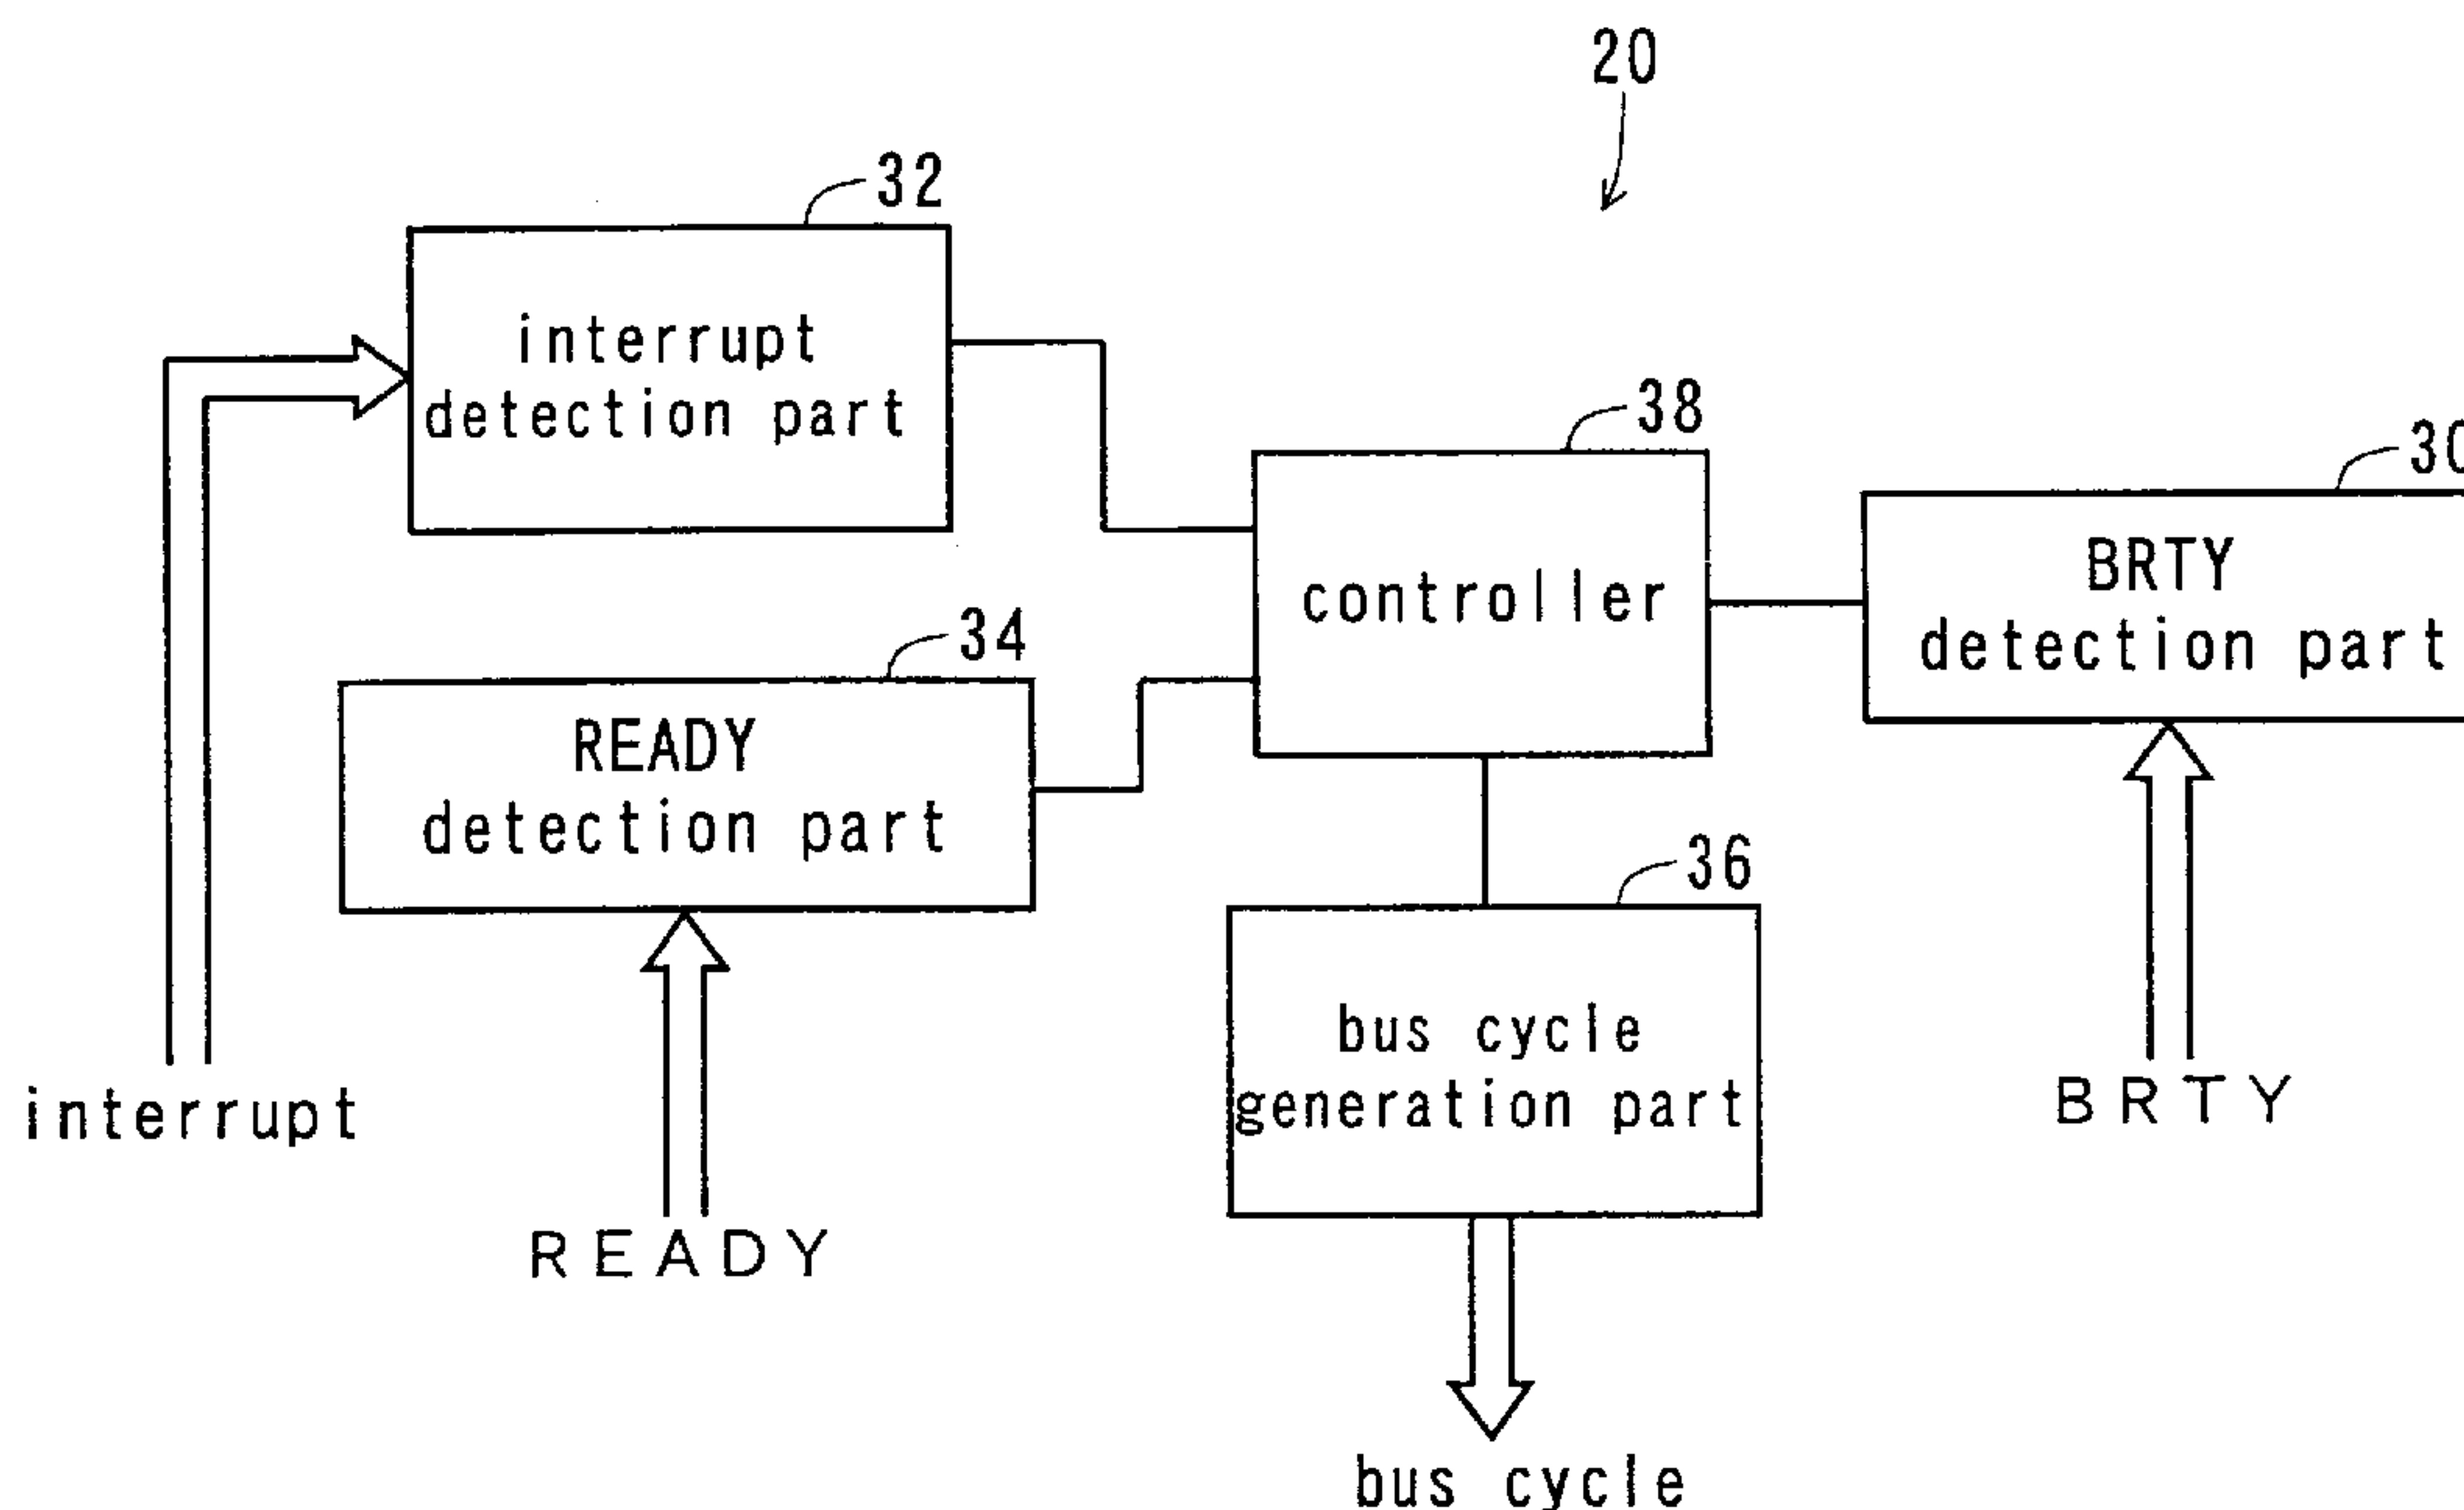 20
32
interrupt
detection part
38
controller
30
BRTY
detection part
34
READY
detection part
36
bus cycle
generation part
interrupt
READY
BRTY
bus cycle